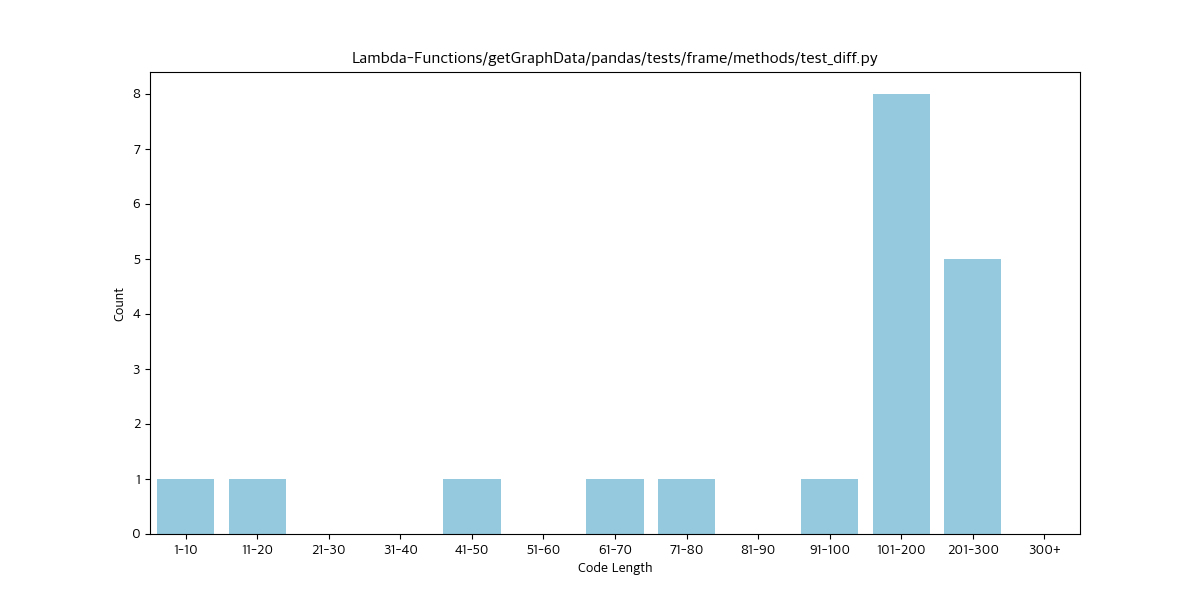 Lambda-Functions/getGraphData/pandas/tests/frame/methods/test_diff.py
8
7
6
5
4
3
2
1
0
Count
1-10 11-20 21-30 31-40 41-50 51-60 61-70 71-80 81-90 91-100 101-200 201-300 300+
Code Length